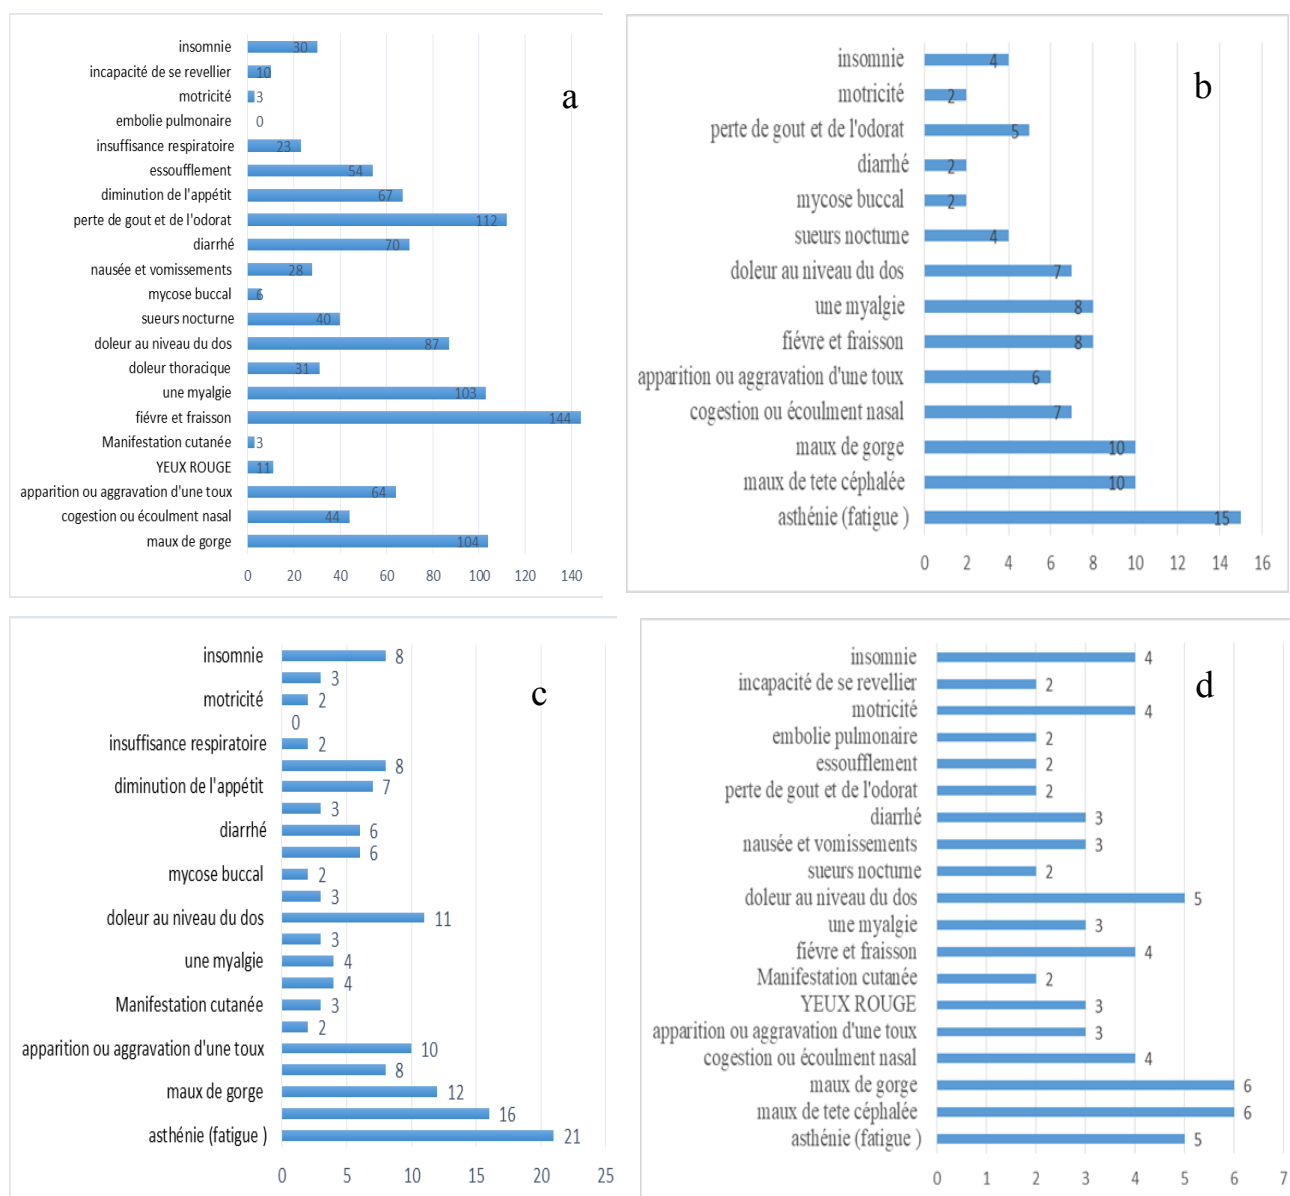 a
insomnie 30
incapacité de se revellier 10
motricité 3
embolie pulmonaire 0
insuffisance respiratoire 23
essoufflement 54
diminution de l'appétit 67
perte de gout et de l'odorat 112
diarrhé 70
nausée et vomissements 28
mycose buccal 6
sueurs nocturne 40
doleur au niveau du dos 87
doleur thoracique 31
une myalgie 103
fiévre et fraisson 144
Manifestation cutanée 3
YEUX ROUGE 11
apparition ou aggravation d'une toux 64
cogestion ou écoulment nasal 44
maux de gorge 104
0 20 40 60 80 100 120 140
b
insomnie 4
motricité 2
perte de gout et de l'odorat 5
diarrhé 2
mycose buccal 2
sueurs nocturne 4
doleur au niveau du dos 7
une myalgie 8
fiévre et fraisson 8
apparition ou aggravation d'une toux 6
cogestion ou écoulment nasal 7
maux de gorge 10
maux de tete céphalée 10
asthénie (fatigue ) 15
0 2 4 6 8 10 12 14 16
c
insomnie 8
3
motricité 2
0
insuffisance respiratoire 2
8
diminution de l'appétit 7
3
diarrhé 6
6
mycose buccal 2
3
doleur au niveau du dos 11
3
une myalgie 4
4
Manifestation cutanée 3
2
apparition ou aggravation d'une toux 10
8
maux de gorge 12
16
asthénie (fatigue ) 21
0 5 10 15 20 25
d
insomnie 4
incapacité de se revellier 2
motricité 4
embolie pulmonaire 2
essoufflement 2
perte de gout et de l'odorat 2
diarrhé 3
nausée et vomissements 3
sueurs nocturne 2
doleur au niveau du dos 5
une myalgie 3
fiévre et fraisson 4
Manifestation cutanée 2
YEUX ROUGE 3
apparition ou aggravation d'une toux 3
cogestion ou écoulment nasal 4
maux de gorge 6
maux de tete céphalée 6
asthénie (fatigue ) 5
0 1 2 3 4 5 6 7